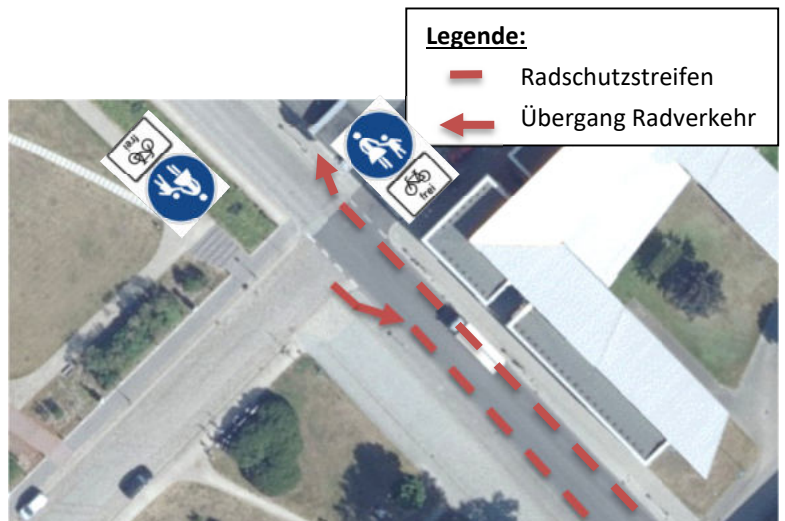 Legende:
Radschutzstreifen
Übergang Radverkehr
frei
frei